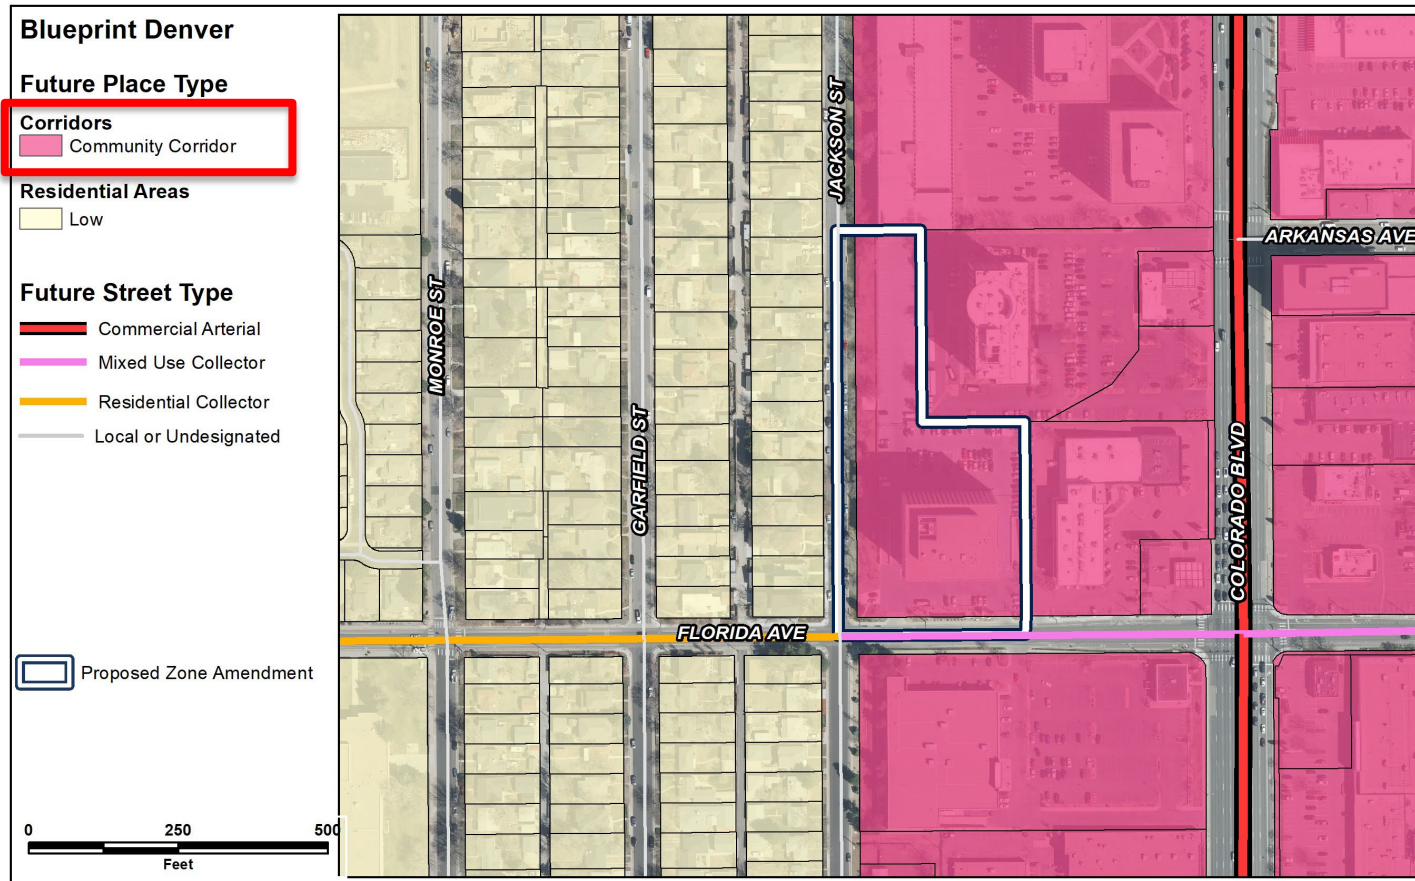 Blueprint Denver
Future Place Type
Corridors
Community Corridor
Residential Areas
Low
Future Street Type
Commercial Arterial
Mixed Use Collector
Residential Collector
Local or Undesignated
Proposed Zone Amendment
0 250 500
Feet
MONROE ST
GARFIELD ST
JACKSON ST
COLORADO BLVD
ARKANSAS AVE
FLORIDA AVE